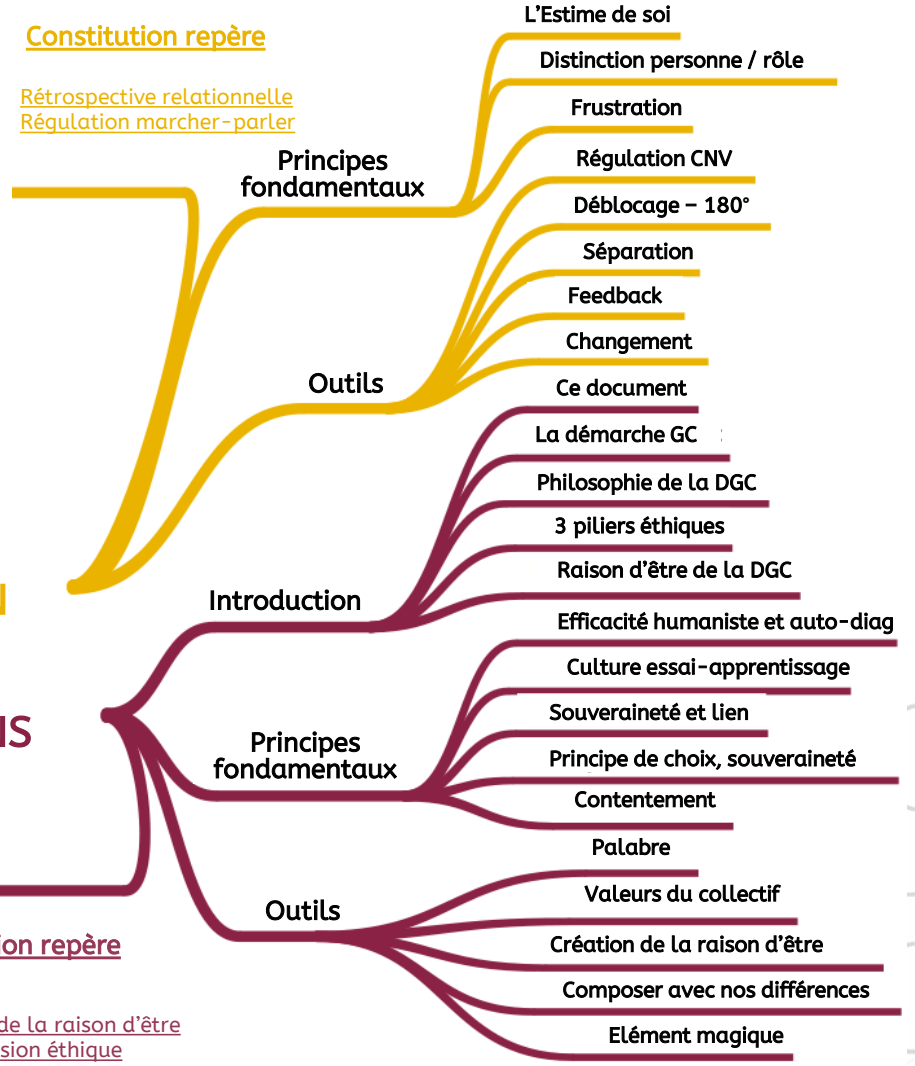 Constitution repère
Rétrospective relationnelle
Régulation marcher-parler
Principes
fondamentaux
L'Estime de soi
Distinction personne / rôle
Frustration
Outils
Régulation CNV
Déblocage – 180°
Séparation
Feedback
Changement
Introduction
Ce document
La démarche GC
Philosophie de la DGC
3 piliers éthiques
Raison d'être de la DGC
Principes
fondamentaux
Efficacité humaniste et auto-diag
Culture essai-apprentissage
Souveraineté et lien
Principe de choix, souveraineté
Contentement
Outils
Palabre
Valeurs du collectif
Création de la raison d'être
Composer avec nos différences
Elément magique
ion repère
de la raison d'être
sion éthique